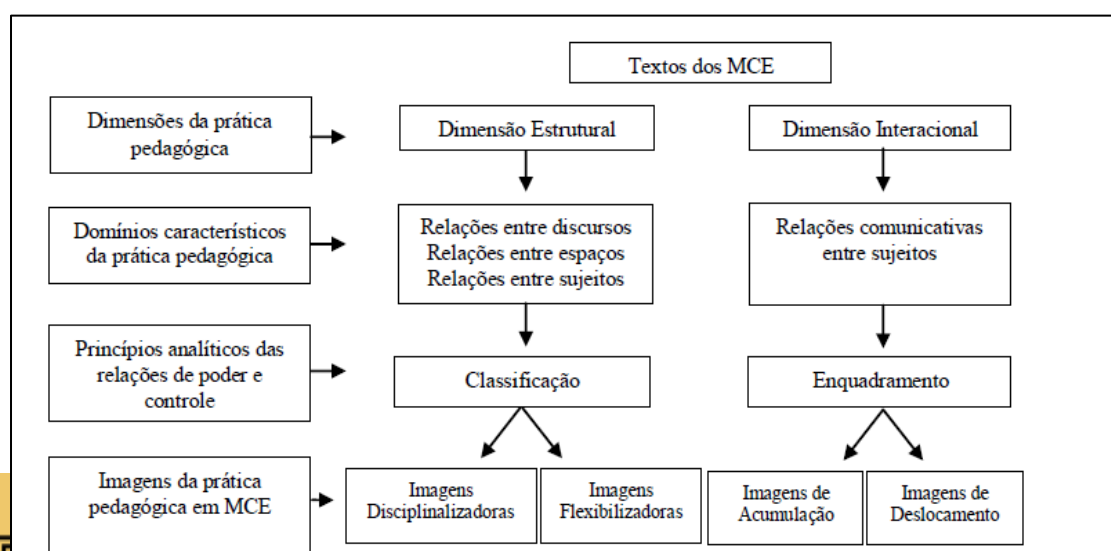 Textos dos MCE
Dimensões da prática
pedagógica
Dimensão Estrutural
Dimensão Interacional
Domínios característicos
da prática pedagógica
Relações entre discursos
Relações entre espaços
Relações entre sujeitos
Relações comunicativas
entre sujeitos
Princípios analíticos das
relações de poder e
controle
Classificação
Enquadramento
Imagens da prática
pedagógica em MCE
Imagens
Disciplinalizadoras
Imagens
Flexibilizadoras
Imagens de
Acumulação
Imagens de
Deslocamento